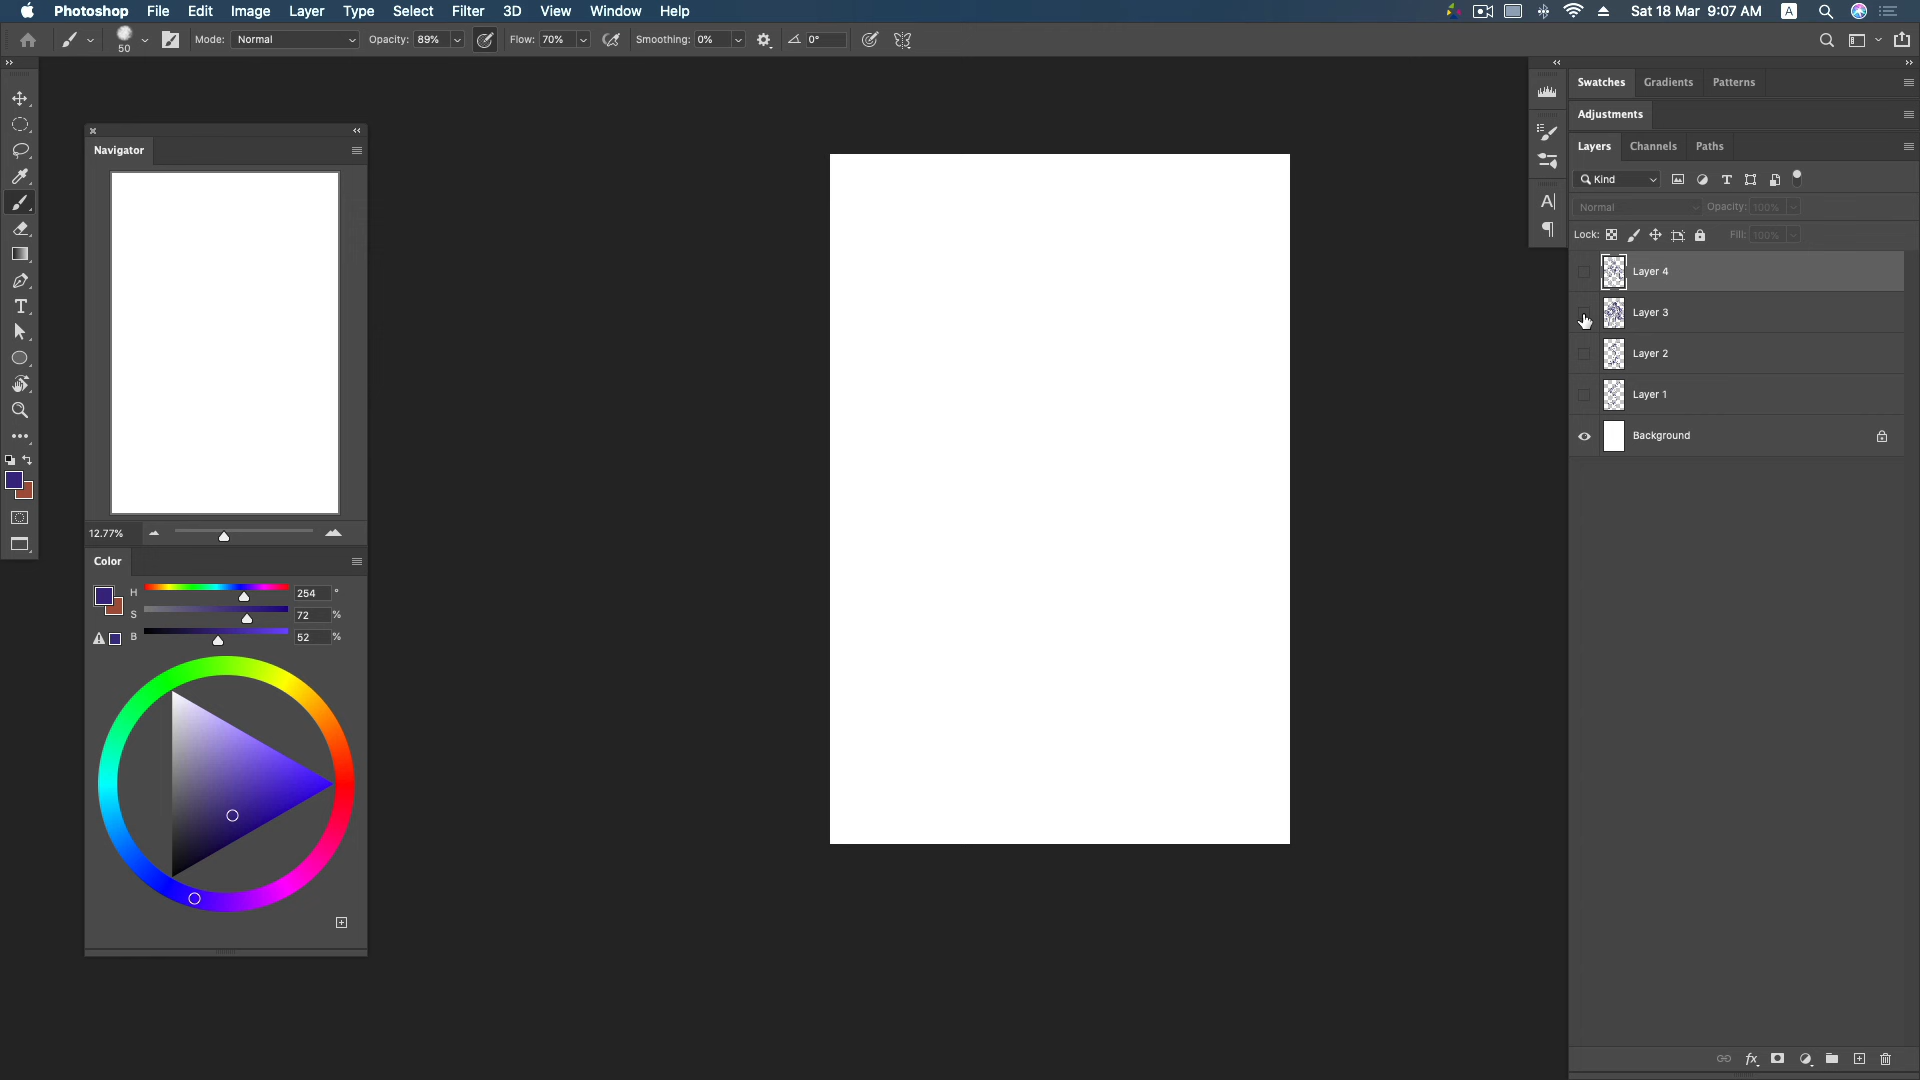 Photoshop File Edit Image Layer Type Select Filter 3D View Window Help
Sat 18 Mar 9:07 AM A
50
Mode: Normal Opacity: 89% Flow: 70% Smoothing: 0% 0°
Navigator
12.77%
Color
H 254 °
S 72 %
B 52 %
Swatches Gradients Patterns
Adjustments
Layers Channels Paths
Kind
Normal Opacity: 100%
Lock: Fill: 100%
Layer 4
Layer 3
Layer 2
Layer 1
Background
fx